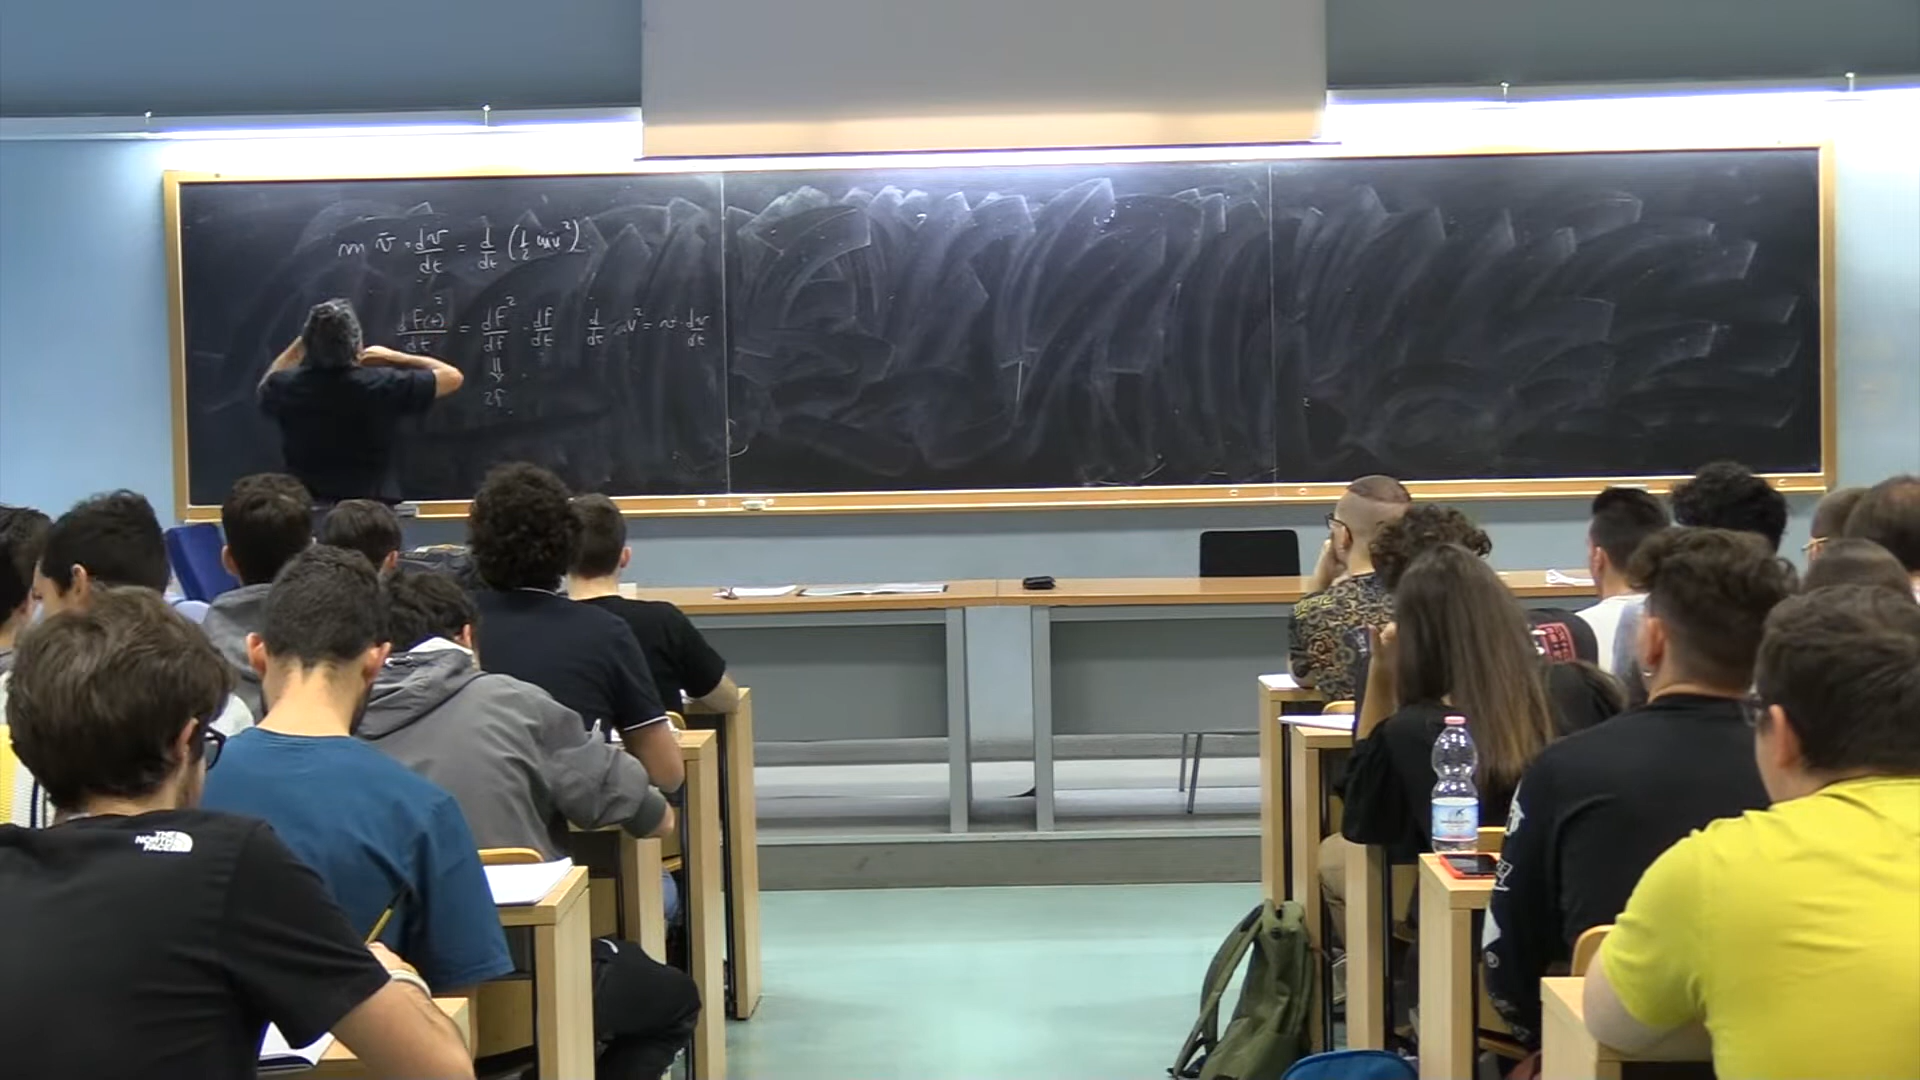 m v̄ · dv/dt = d/dt (1/2 mv²)
dF(t)²/dt = dF²/df · df/dt   d/dt v² = v · dv/dt
⇓
2f
THE
NORTH
FACE